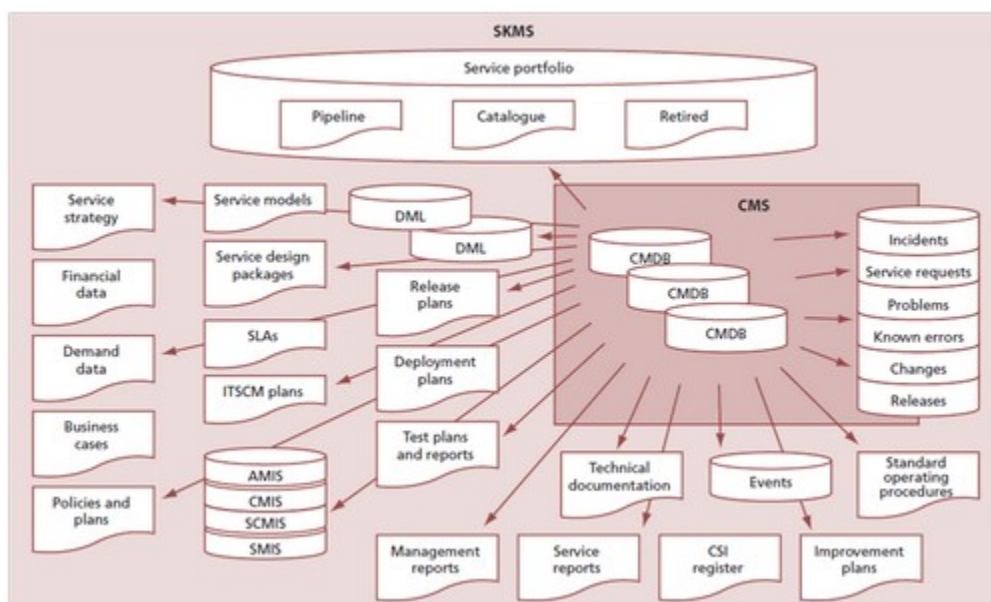 SKMS
Service portfolio
Pipeline
Catalogue
Retired
Service
strategy
Service models
DML
DML
CMS
Incidents
Service requests
Problems
Known errors
Changes
Releases
CMDB
CMDB
CMDB
Financial
data
Service design
packages
Release
plans
Demand
data
SLAs
Deployment
plans
ITSCM plans
Business
cases
Test plans
and reports
AMIS
CMIS
SCMIS
SMIS
Policies and
plans
Technical
documentation
Events
Standard
operating
procedures
Management
reports
Service
reports
CSI
register
Improvement
plans